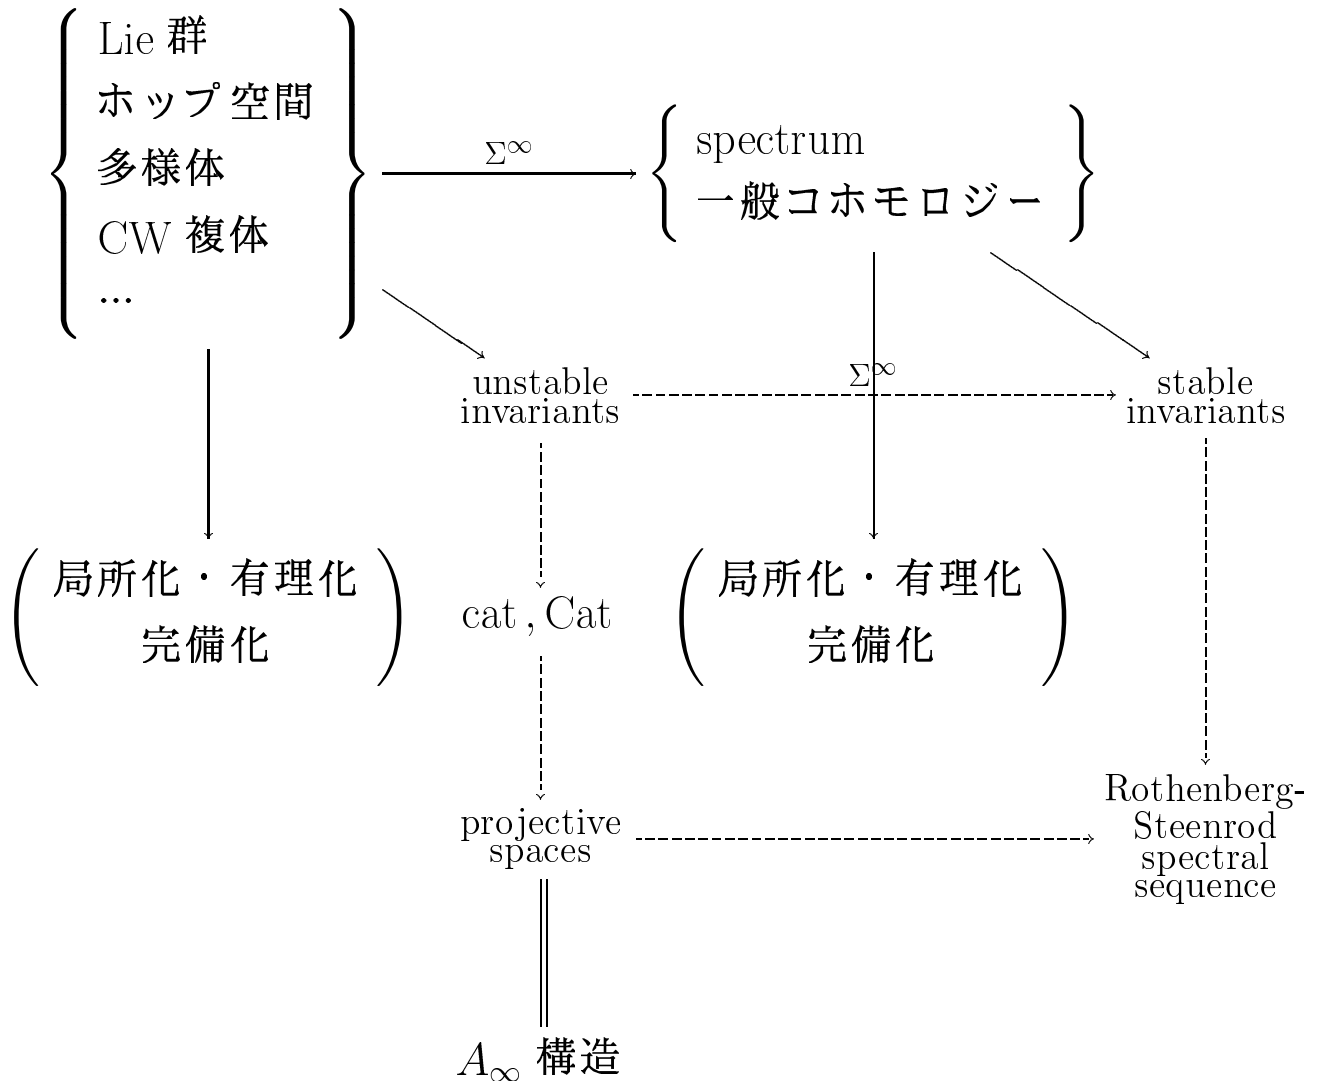 Lie 群
ホップ空間
多様体
CW 複体
...
Σ∞
spectrum
一般コホモロジー
unstable
invariants
Σ∞
stable
invariants
局所化・有理化
完備化
cat , Cat
局所化・有理化
完備化
projective
spaces
Rothenberg-
Steenrod
spectral
sequence
A∞ 構造